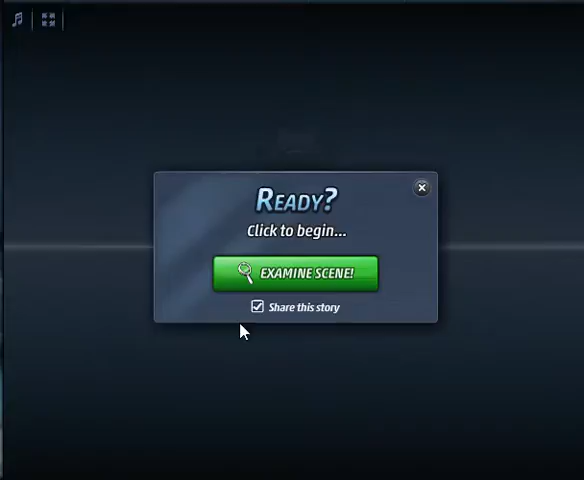 READY?
Click to begin...
EXAMINE SCENE!
Share this story